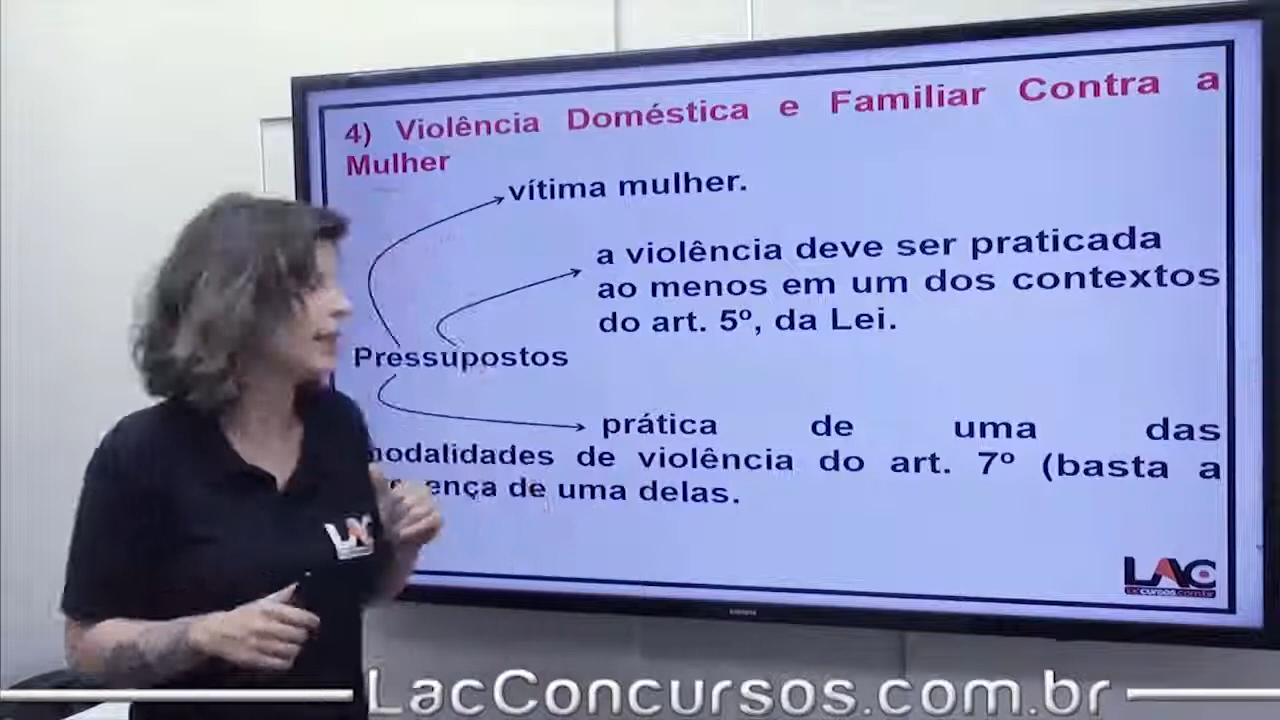 4) Violência Doméstica e Familiar Contra a
Mulher
vítima mulher.
a violência deve ser praticada
ao menos em um dos contextos
do art. 5º, da Lei.
Pressupostos
prática de uma das
modalidades de violência do art. 7º (basta a
de uma delas.
LAC
LAC
LacConcursos.com.br